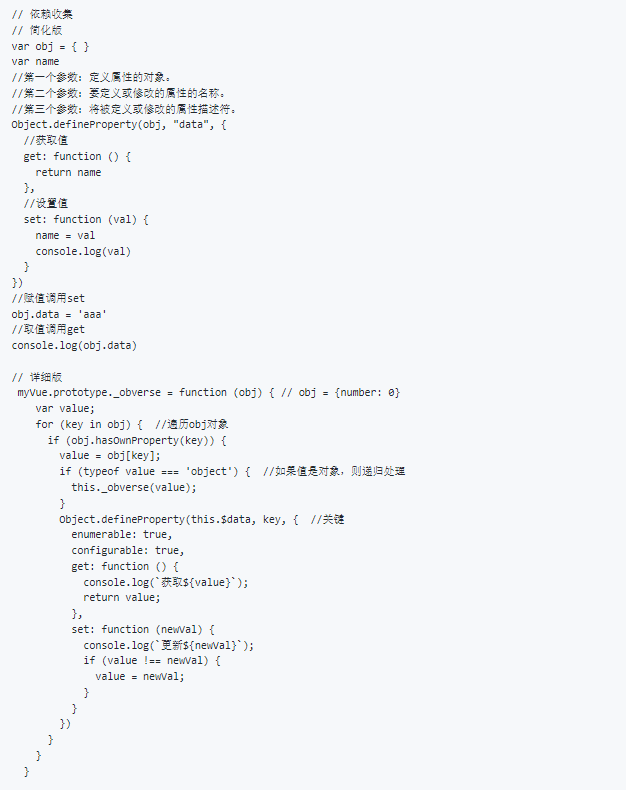 // 依赖收集
// 简化版
var obj = { }
var name
//第一个参数：定义属性的对象。
//第二个参数：要定义或修改的属性的名称。
//第三个参数：将被定义或修改的属性描述符。
Object.defineProperty(obj, "data", {
  //获取值
  get: function () {
    return name
  },
  //设置值
  set: function (val) {
    name = val
    console.log(val)
  }
})
//赋值调用set
obj.data = 'aaa'
//取值调用get
console.log(obj.data)

// 详细版
 myVue.prototype._obverse = function (obj) { // obj = {number: 0}
    var value;
    for (key in obj) {  //遍历obj对象
      if (obj.hasOwnProperty(key)) {
        value = obj[key];
        if (typeof value === 'object') {  //如果值是对象，则递归处理
          this._obverse(value);
        }
        Object.defineProperty(this.$data, key, {  //关键
          enumerable: true,
          configurable: true,
          get: function () {
            console.log(`获取${value}`);
            return value;
          },
          set: function (newVal) {
            console.log(`更新${newVal}`);
            if (value !== newVal) {
              value = newVal;
            }
          }
        })
      }
    }
  }